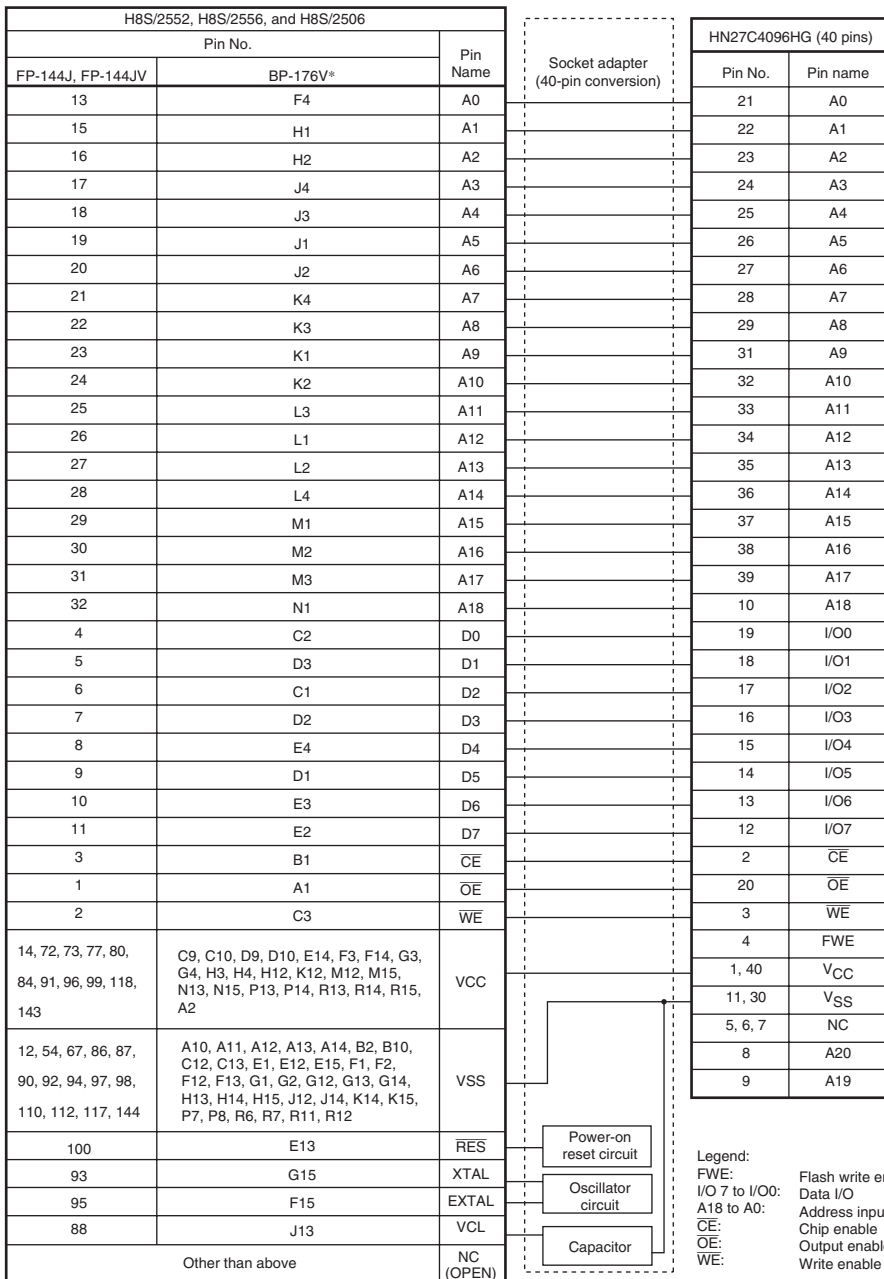 H8S/2552, H8S/2556, and H8S/2506
Pin No.
Pin
Name
FP-144J, FP-144JV
BP-176V*
Socket adapter
(40-pin conversion)
HN27C4096HG (40 pins)
Pin No.
Pin name
13 F4 A0 21 A0
15 H1 A1 22 A1
16 H2 A2 23 A2
17 J4 A3 24 A3
18 J3 A4 25 A4
19 J1 A5 26 A5
20 J2 A6 27 A6
21 K4 A7 28 A7
22 K3 A8 29 A8
23 K1 A9 31 A9
24 K2 A10 32 A10
25 L3 A11 33 A11
26 L1 A12 34 A12
27 L2 A13 35 A13
28 L4 A14 36 A14
29 M1 A15 37 A15
30 M2 A16 38 A16
31 M3 A17 39 A17
32 N1 A18 10 A18
4 C2 D0 19 I/O0
5 D3 D1 18 I/O1
6 C1 D2 17 I/O2
7 D2 D3 16 I/O3
8 E4 D4 15 I/O4
9 D1 D5 14 I/O5
10 E3 D6 13 I/O6
11 E2 D7 12 I/O7
3 B1 CE 2 CE
1 A1 OE 20 OE
2 C3 WE 3 WE
4 FWE
14, 72, 73, 77, 80,
84, 91, 96, 99, 118,
143
C9, C10, D9, D10, E14, F3, F14, G3,
G4, H3, H4, H12, K12, M12, M15,
N13, N15, P13, P14, R13, R14, R15,
A2
VCC
1, 40 VCC
11, 30 VSS
5, 6, 7 NC
8 A20
9 A19
12, 54, 67, 86, 87,
90, 92, 94, 97, 98,
110, 112, 117, 144
A10, A11, A12, A13, A14, B2, B10,
C12, C13, E1, E12, E15, F1, F2,
F12, F13, G1, G2, G12, G13, G14,
H13, H14, H15, J12, J14, K14, K15,
P7, P8, R6, R7, R11, R12
VSS
100 E13 RES
93 G15 XTAL
95 F15 EXTAL
88 J13 VCL
Other than above
NC
(OPEN)
Power-on
reset circuit
Oscillator
circuit
Capacitor
Legend:
FWE: Flash write
I/O 7 to I/O0: Data I/O
A18 to A0: Address
CE: Chip enable
OE: Output
WE: Write enable